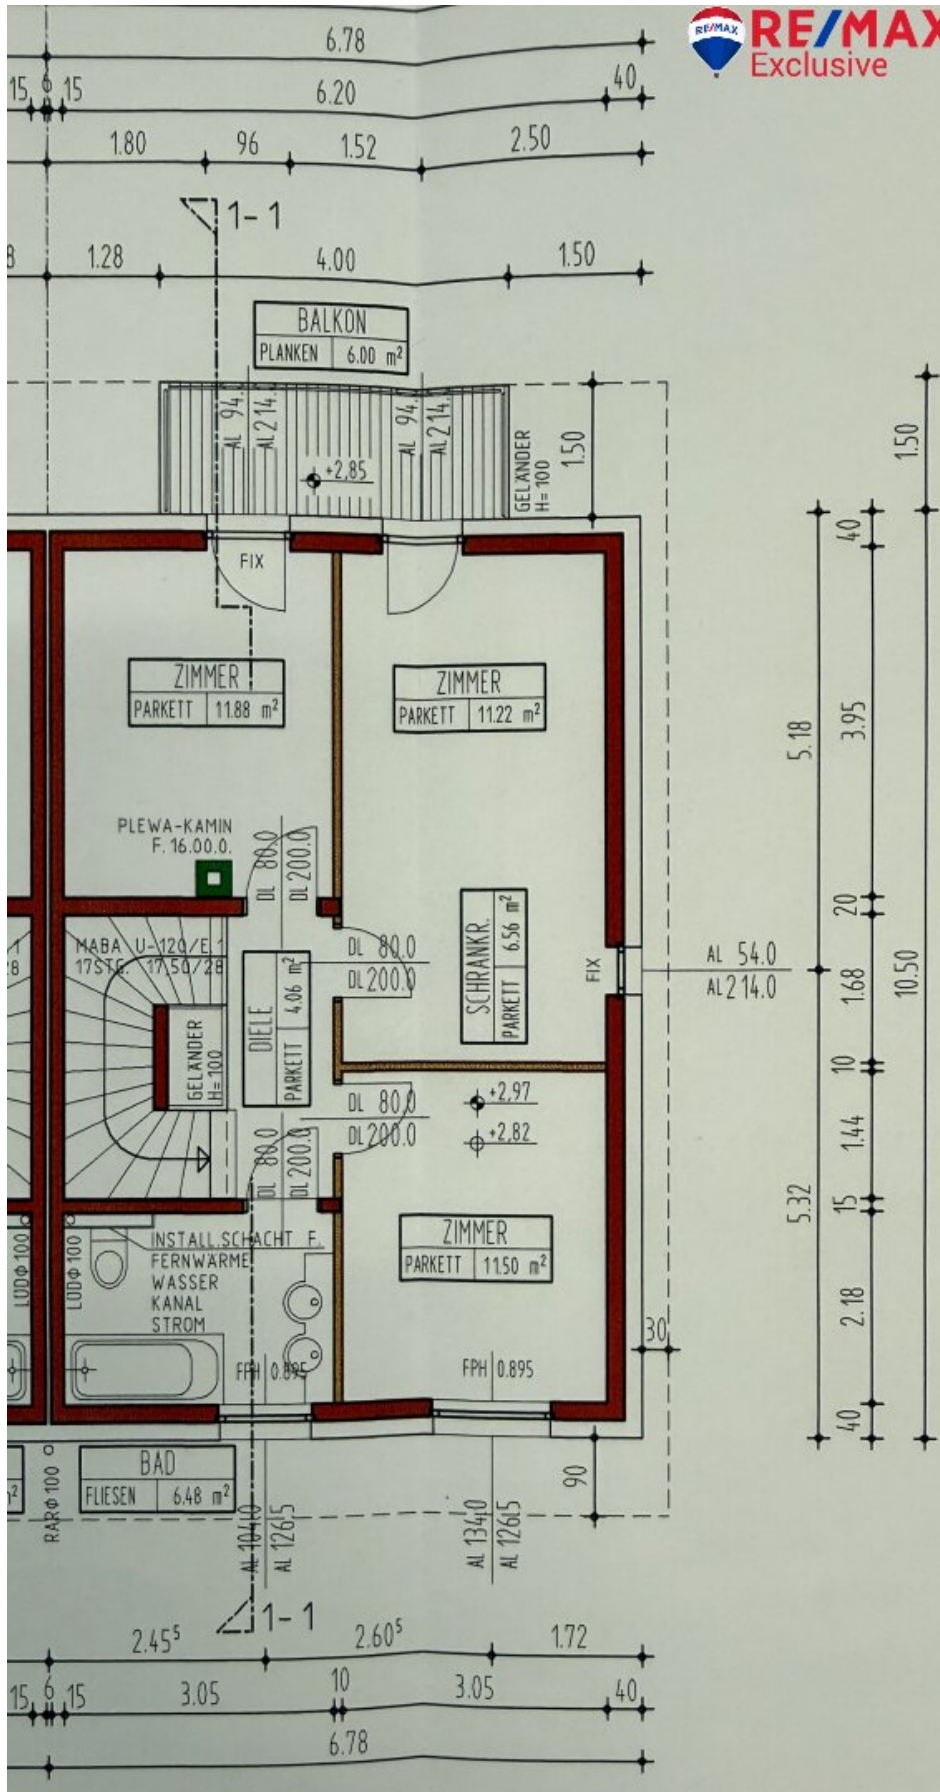 RE/MAX
RE/MAX
Exclusive
6.78
15 6 15 6.20 40
1.80 96 1.52 2.50
1-1
8 1.28 4.00 1.50
BALKON
PLANKEN 6.00 m²
AL 94.
AL 214.
AL 94.
AL 214.
+2,85
GELÄNDER
H=100
1.50
1.50
FIX
40
ZIMMER
PARKETT 11.88 m²
ZIMMER
PARKETT 11.22 m²
5.18
3.95
PLEWA-KAMIN
F. 16.00.0.
DL 80.0
DL 200.0
20
MABA U-120/E 1
17STG. 17,50/28
1
28
DL 80.0
DL 200.0
SCHRANKR.
PARKETT 6.56 m²
FIX
AL 54.0
AL 214.0
1.68
10.50
DIELE
PARKETT 4.06 m²
GELÄNDER
H=100
10
DL 80.0
DL 200.0
+2,97
+2,82
1.44
DL 80.0
DL 200.0
5.32
15
LÜDΦ100
LÜDΦ100
INSTALL.SCHACHT F.
FERNWÄRME
WASSER
KANAL
STROM
ZIMMER
PARKETT 11.50 m²
2.18
30
FPH 0.895
FPH 0.895
40
BAD
FLIESEN 6.48 m²
m²
RARΦ100
90
AL 104.0
AL 126.5
AL 134.0
AL 126.5
1-1
2.45⁵ 2.60⁵ 1.72
15 6 15 3.05 10 3.05 40
6.78